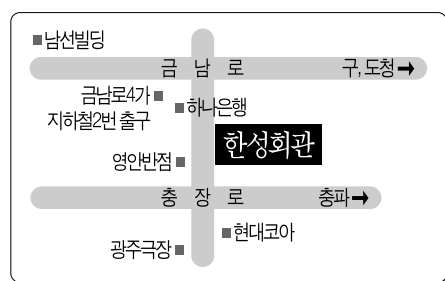 ■남선빌딩
금 남 로 구, 도청→
금남로4가■
지하철2번 출구
■하나은행
한성회관
영안반점■
충 장 로 충파→
■현대코아
광주극장■